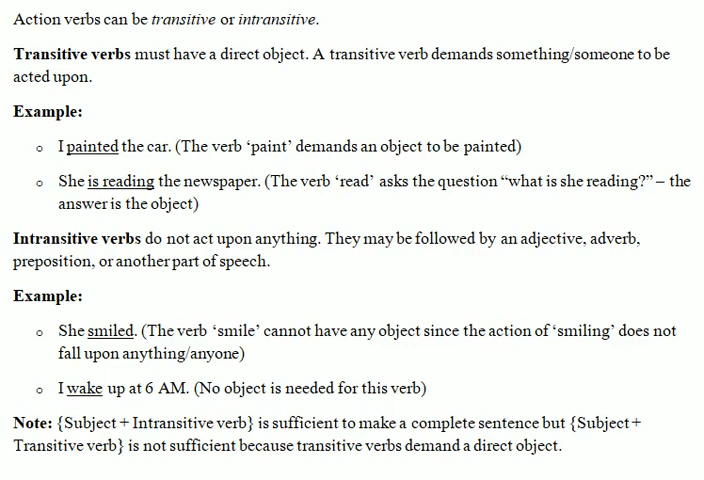 Action verbs can be transitive or intransitive.
Transitive verbs must have a direct object. A transitive verb demands something/someone to be
acted upon.
Example:
o I painted the car. (The verb ‘paint’ demands an object to be painted)
o She is reading the newspaper. (The verb ‘read’ asks the question “what is she reading?” – the
answer is the object)
Intransitive verbs do not act upon anything. They may be followed by an adjective, adverb,
preposition, or another part of speech.
Example:
o She smiled. (The verb ‘smile’ cannot have any object since the action of ‘smiling’ does not
fall upon anything/anyone)
o I wake up at 6 AM. (No object is needed for this verb)
Note: {Subject + Intransitive verb} is sufficient to make a complete sentence but {Subject +
Transitive verb} is not sufficient because transitive verbs demand a direct object.